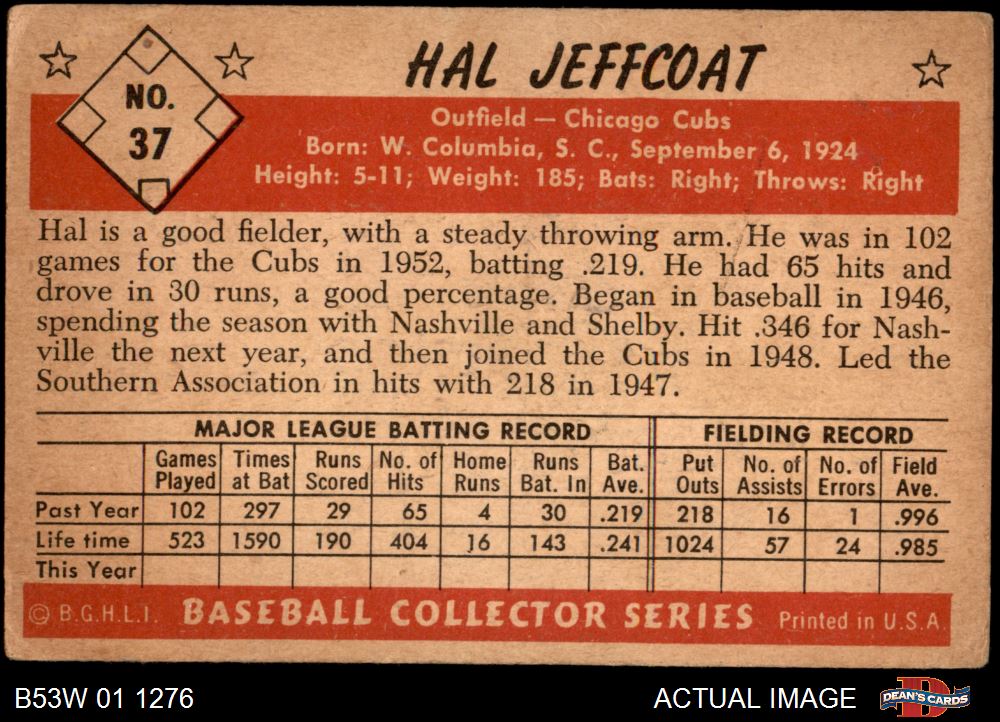 NO.
37
HAL JEFFCOAT
Outfield — Chicago Cubs
Born: W. Columbia, S. C., September 6, 1924
Height: 5-11; Weight: 185; Bats: Right; Throws: Right
Hal is a good fielder, with a steady throwing arm. He was in 102
games for the Cubs in 1952, batting .219. He had 65 hits and
drove in 30 runs, a good percentage. Began in baseball in 1946,
spending the season with Nashville and Shelby. Hit .346 for Nash-
ville the next year, and then joined the Cubs in 1948. Led the
Southern Association in hits with 218 in 1947.
MAJOR LEAGUE BATTING RECORD FIELDING RECORD
Games Times Runs No. of Home Runs Bat. Put No. of No. of Field
Played at Bat Scored Hits Runs Bat. In Ave. Outs Assists Errors Ave.
Past Year 102 297 29 65 4 30 .219 218 16 1 .996
Life time 523 1590 190 404 16 143 .241 1024 57 24 .985
This Year
© B.G.H.L.I. BASEBALL COLLECTOR SERIES Printed in U.S.A.
B53W 01 1276 ACTUAL IMAGE DEAN'S CARDS